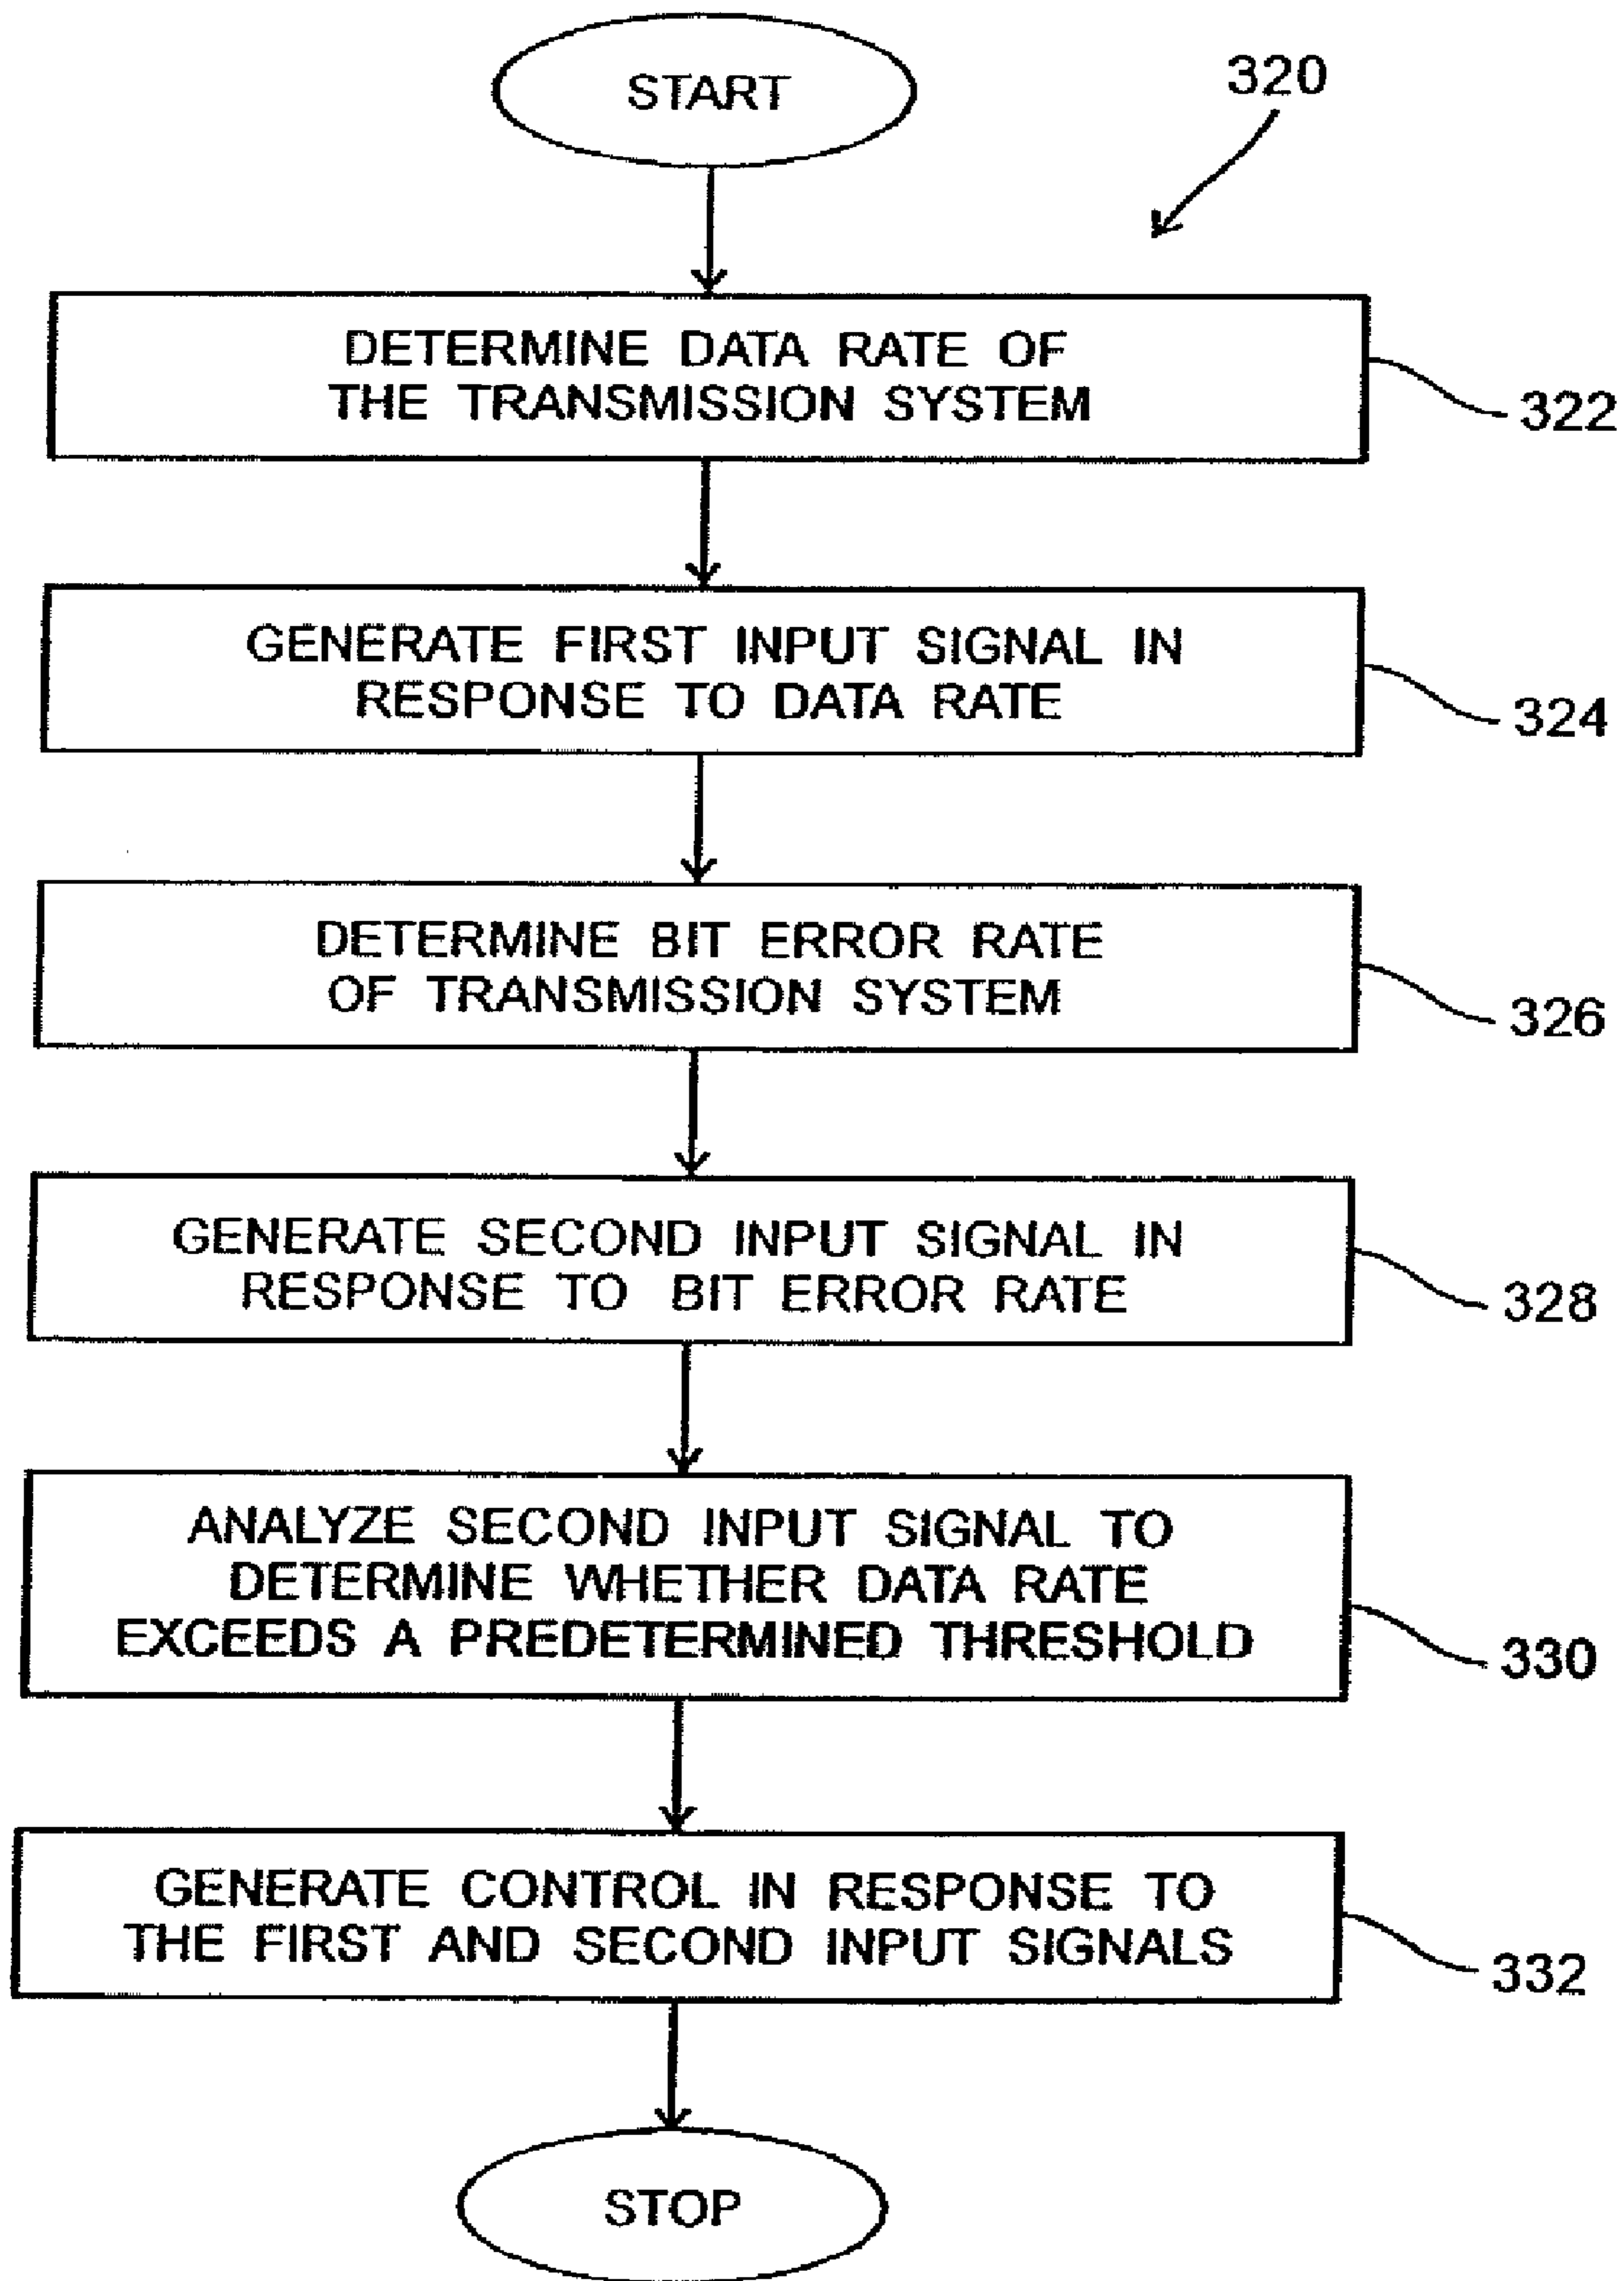 START
320
DETERMINE DATA RATE OF
THE TRANSMISSION SYSTEM
322
GENERATE FIRST INPUT SIGNAL IN
RESPONSE TO DATA RATE
324
DETERMINE BIT ERROR RATE
OF TRANSMISSION SYSTEM
326
GENERATE SECOND INPUT SIGNAL IN
RESPONSE TO BIT ERROR RATE
328
ANALYZE SECOND INPUT SIGNAL TO
DETERMINE WHETHER DATA RATE
EXCEEDS A PREDETERMINED THRESHOLD
330
GENERATE CONTROL IN RESPONSE TO
THE FIRST AND SECOND INPUT SIGNALS
332
STOP